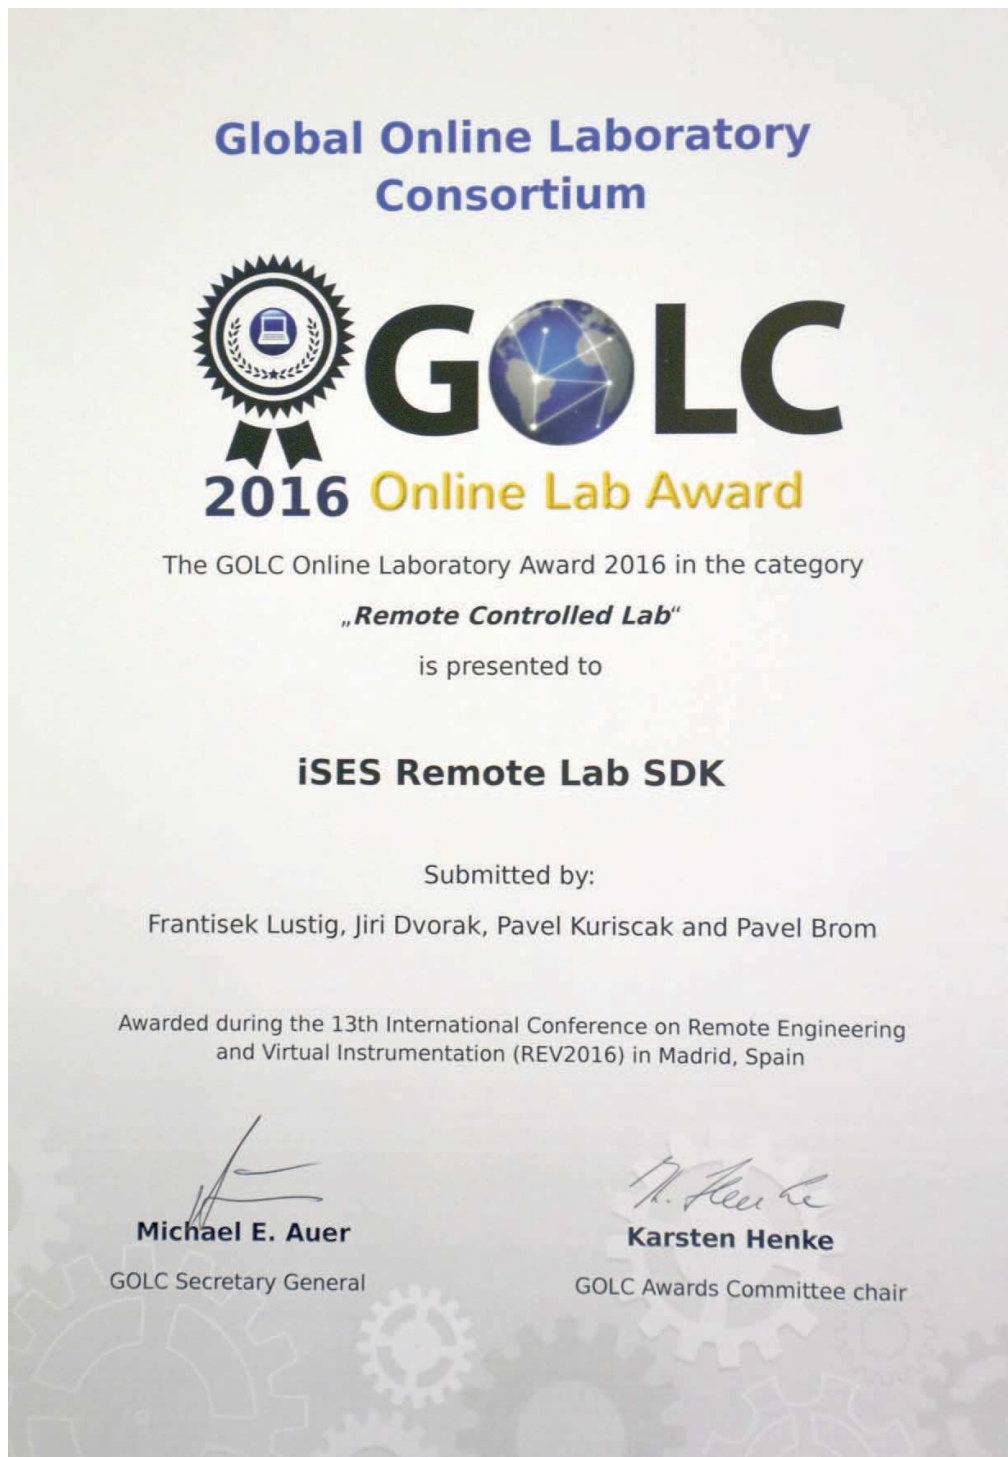 Global Online Laboratory
Consortium
GOLC
2016 Online Lab Award
The GOLC Online Laboratory Award 2016 in the category
„Remote Controlled Lab“
is presented to
iSES Remote Lab SDK
Submitted by:
Frantisek Lustig, Jiri Dvorak, Pavel Kuriscak and Pavel Brom
Awarded during the 13th International Conference on Remote Engineering
and Virtual Instrumentation (REV2016) in Madrid, Spain
K. Henke
Michael E. Auer
Karsten Henke
GOLC Secretary General
GOLC Awards Committee chair